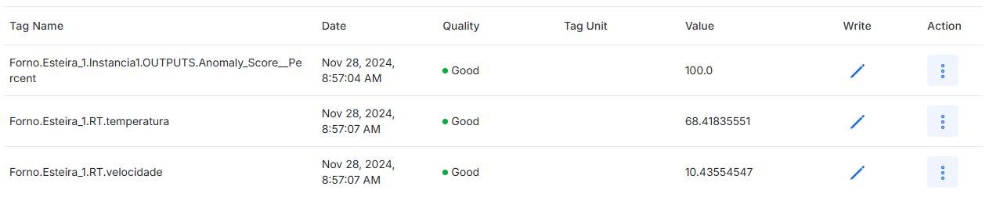 Tag Name Date Quality Tag Unit Value Write Action
Forno.Esteira_1.Instancia1.OUTPUTS.Anomaly_Score__Pe
rcent
Nov 28, 2024,
8:57:04 AM
Good
100.0
Forno.Esteira_1.RT.temperatura
Nov 28, 2024,
8:57:07 AM
Good
68.41835551
Forno.Esteira_1.RT.velocidade
Nov 28, 2024,
8:57:07 AM
Good
10.43554547